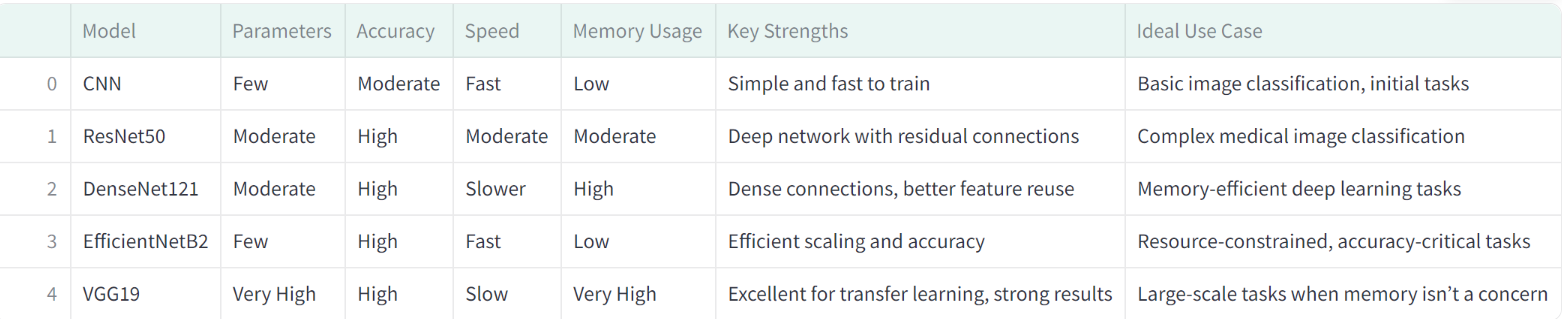 Model Parameters Accuracy Speed Memory Usage Key Strengths Ideal Use Case
0 CNN Few Moderate Fast Low Simple and fast to train Basic image classification, initial tasks
1 ResNet50 Moderate High Moderate Moderate Deep network with residual connections Complex medical image classification
2 DenseNet121 Moderate High Slower High Dense connections, better feature reuse Memory-efficient deep learning tasks
3 EfficientNetB2 Few High Fast Low Efficient scaling and accuracy Resource-constrained, accuracy-critical tasks
4 VGG19 Very High High Slow Very High Excellent for transfer learning, strong results Large-scale tasks when memory isn’t a concern